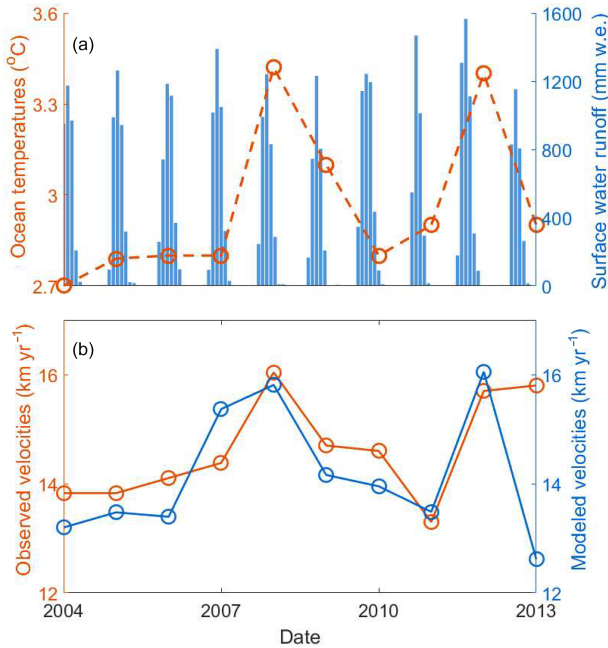 (a)
Ocean temperatures (°C)
3.6
3.3
3
2.7
Surface water runoff (mm w.e.)
1600
1200
800
400
0
(b)
Observed velocities (km yr⁻¹)
16
14
12
Modeled velocities (km yr⁻¹)
16
14
12
2004 2007 2010 2013
Date